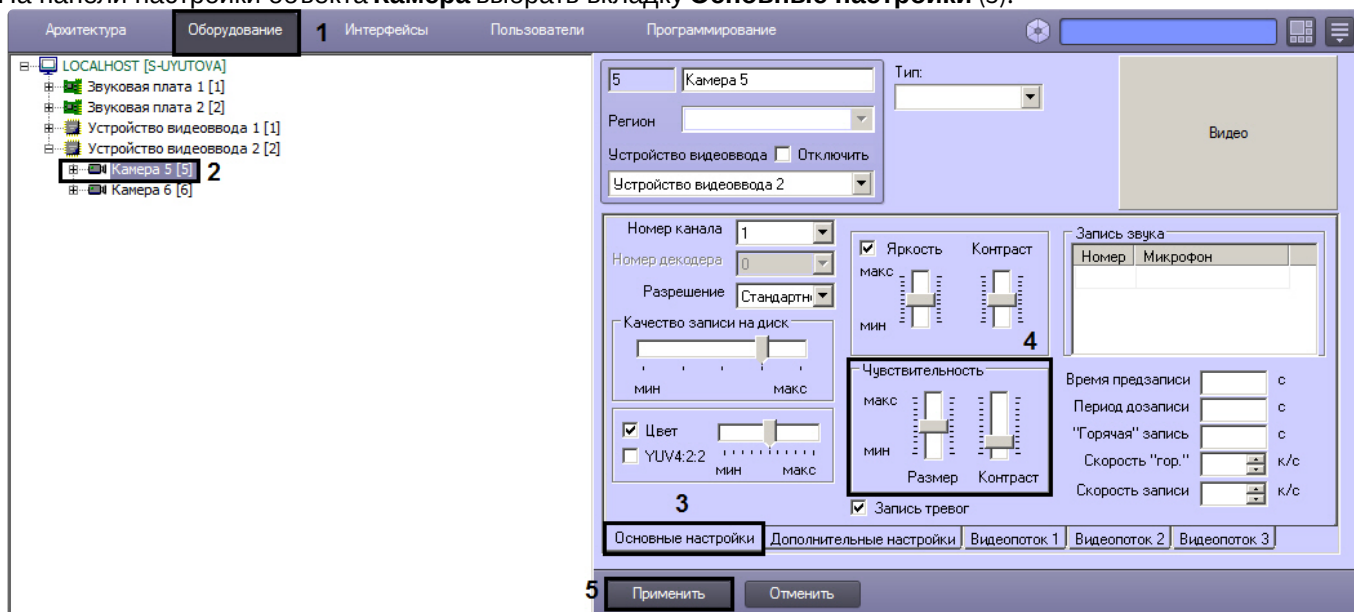 На панели настройки объекта Камера выбрать вкладку Основные настройки (3).
Архитектура Оборудование 1 Интерфейсы Пользователи Программирование
LOCALHOST [S-UYUTOVA]
Звуковая плата 1 [1]
Звуковая плата 2 [2]
Устройство видеоввода 1 [1]
Устройство видеоввода 2 [2]
Камера 5 [5] 2
Камера 6 [6]
5 Камера 5
Тип:
Регион
Устройство видеоввода Отключить
Устройство видеоввода 2
Видео
Номер канала 1
Номер декодера 0
Разрешение Стандартн
Качество записи на диск
мин макс
Цвет
YUV4:2:2
мин макс
3
Яркость Контраст
макс
мин
4
Чувствительность
макс
мин
Размер Контраст
Запись тревог
Запись звука
Номер Микрофон
Время предзаписи с
Период дозаписи с
"Горячая" запись с
Скорость "гор." к/с
Скорость записи к/с
Основные настройки Дополнительные настройки Видеопоток 1 Видеопоток 2 Видеопоток 3
5 Применить Отменить